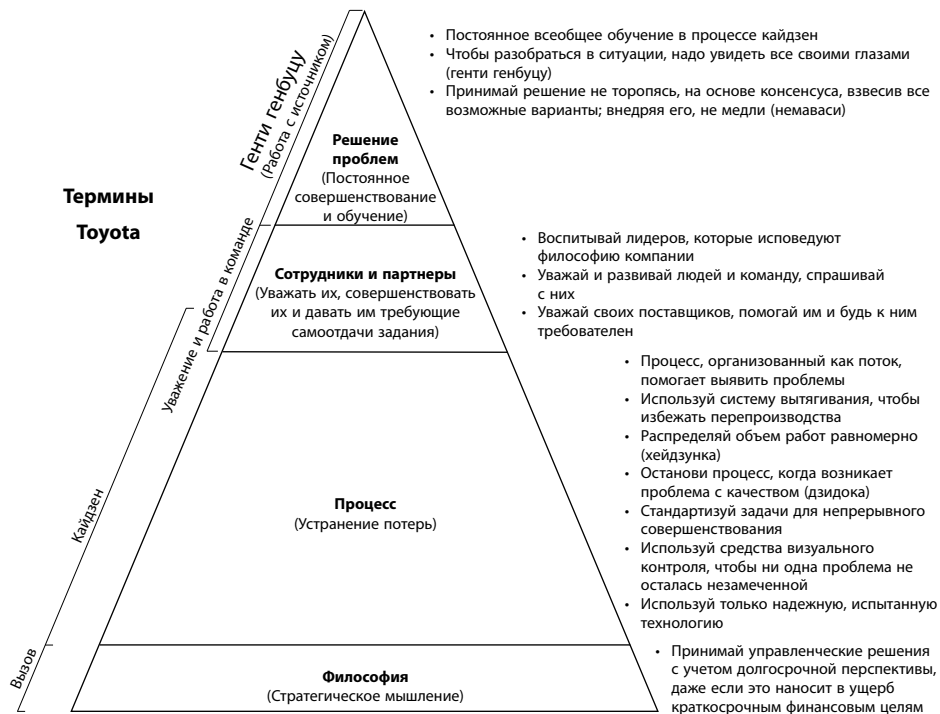 • Постоянное всеобщее обучение в процессе кайдзен
• Чтобы разобраться в ситуации, надо увидеть все своими глазами
(генти генбуцу)
• Принимай решение не торопясь, на основе консенсуса, взвесив все
возможные варианты; внедряя его, не медли (немаваси)
Генти генбуцу
(Работа с источником)
Решение
проблем
(Постоянное
совершенствование
и обучение)
Термины
Toyota
Уважение и работа в команде
Сотрудники и партнеры
(Уважать их, совершенствовать
их и давать им требующие
самоотдачи задания)
• Воспитывай лидеров, которые исповедуют
философию компании
• Уважай и развивай людей и команду, спрашивай
с них
• Уважай своих поставщиков, помогай им и будь к ним
требователен
Кайдзен
Процесс
(Устранение потерь)
• Процесс, организованный как поток,
помогает выявить проблемы
• Используй систему вытягивания, чтобы
избежать перепроизводства
• Распределяй объем работ равномерно
(хейдзунка)
• Останови процесс, когда возникает
проблема с качеством (дзидока)
• Стандартизуй задачи для непрерывного
совершенствования
• Используй средства визуального
контроля, чтобы ни одна проблема не
осталась незамеченной
• Используй только надежную, испытанную
технологию
Вызов
Философия
(Стратегическое мышление)
• Принимай управленческие решения
с учетом долгосрочной перспективы,
даже если это наносит в ущерб
краткосрочным финансовым целям